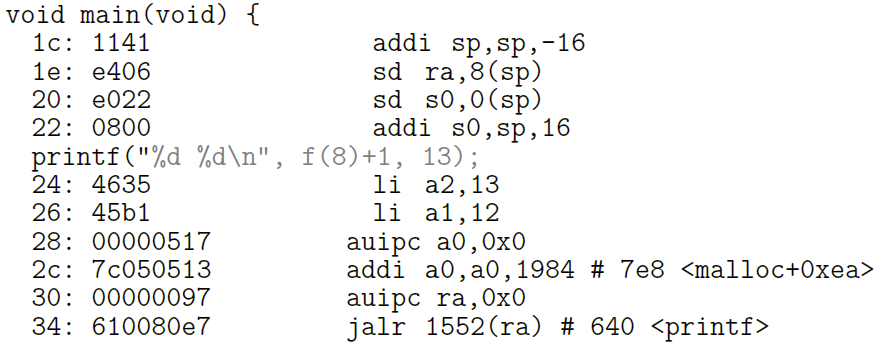 void main(void) {
1c: 1141 addi sp,sp,-16
1e: e406 sd ra,8(sp)
20: e022 sd s0,0(sp)
22: 0800 addi s0,sp,16
printf("%d %d\n", f(8)+1, 13);
24: 4635 li a2,13
26: 45b1 li a1,12
28: 00000517 auipc a0,0x0
2c: 7c050513 addi a0,a0,1984 # 7e8 <malloc+0xea>
30: 00000097 auipc ra,0x0
34: 610080e7 jalr 1552(ra) # 640 <printf>